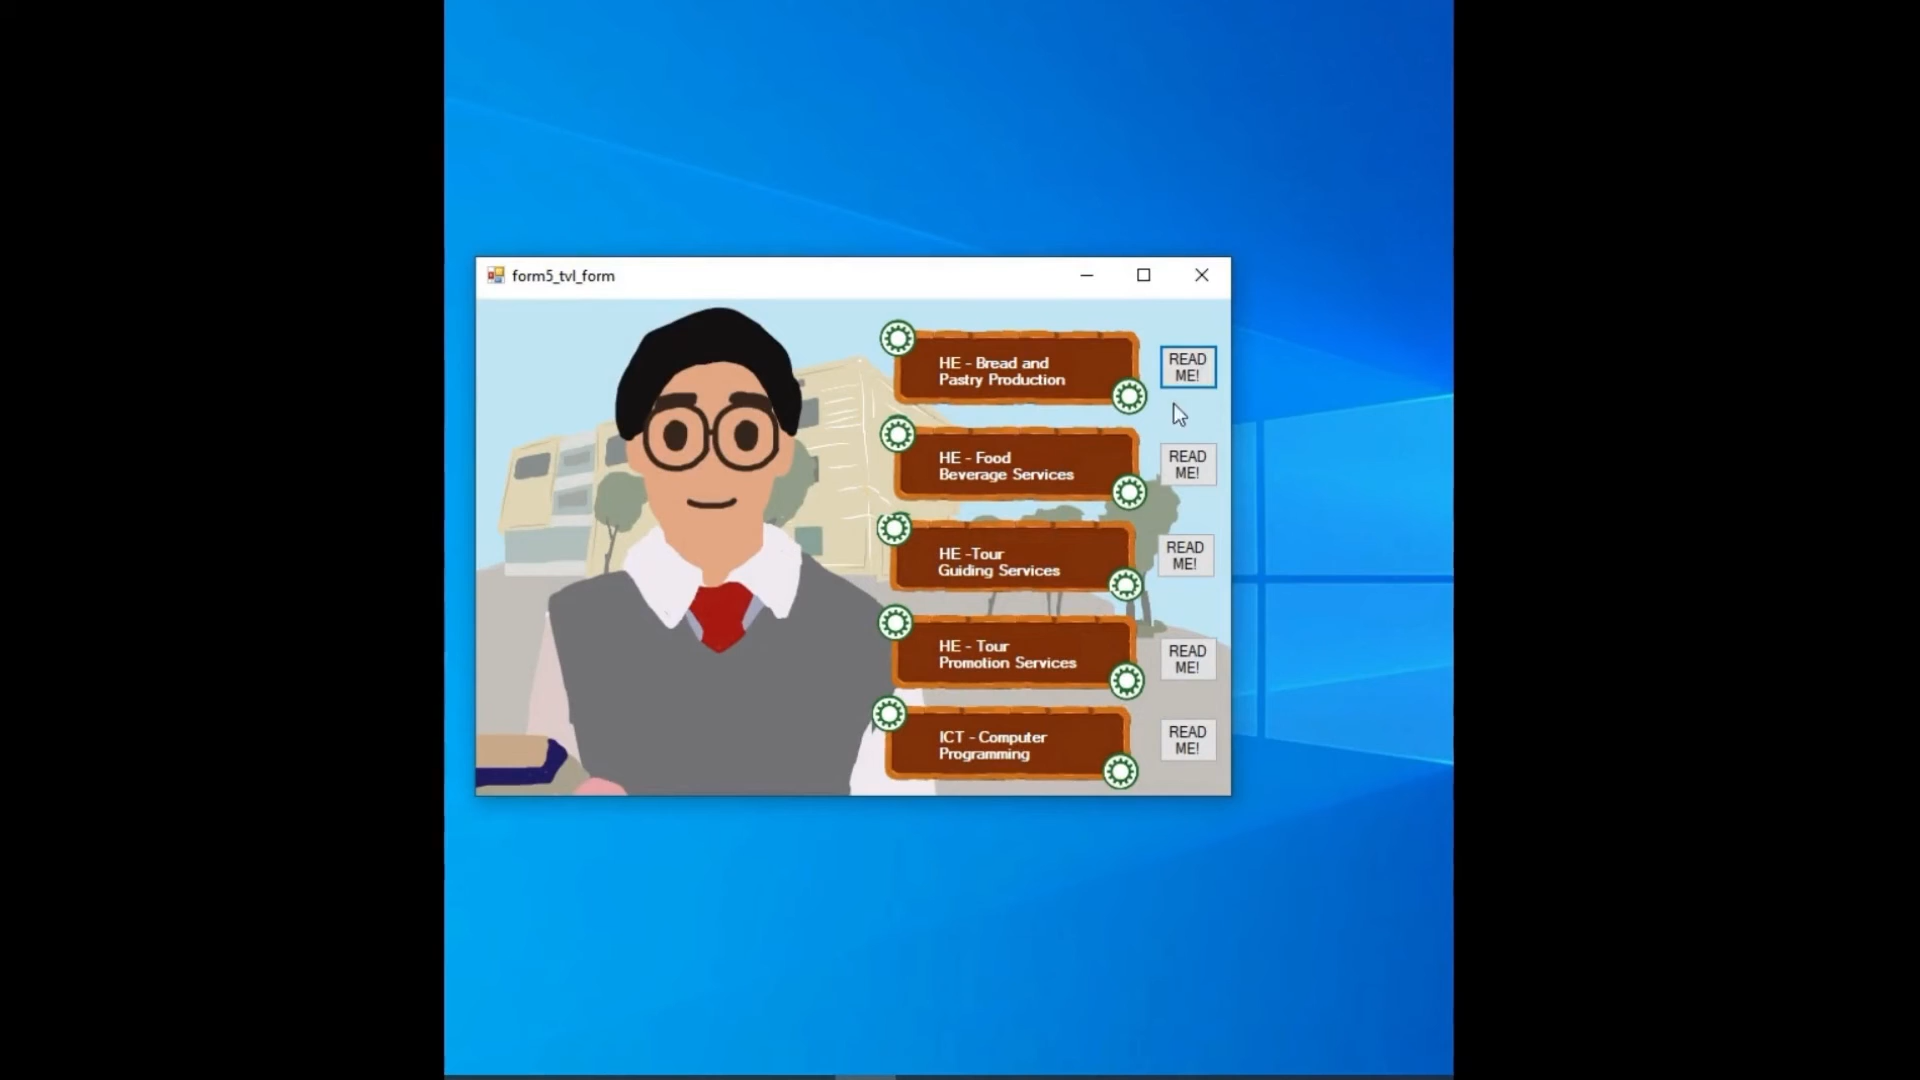 form5_tvl_form
HE - Bread and
Pastry Production
READ
ME!
HE - Food
Beverage Services
READ
ME!
HE -Tour
Guiding Services
READ
ME!
HE - Tour
Promotion Services
READ
ME!
ICT - Computer
Programming
READ
ME!